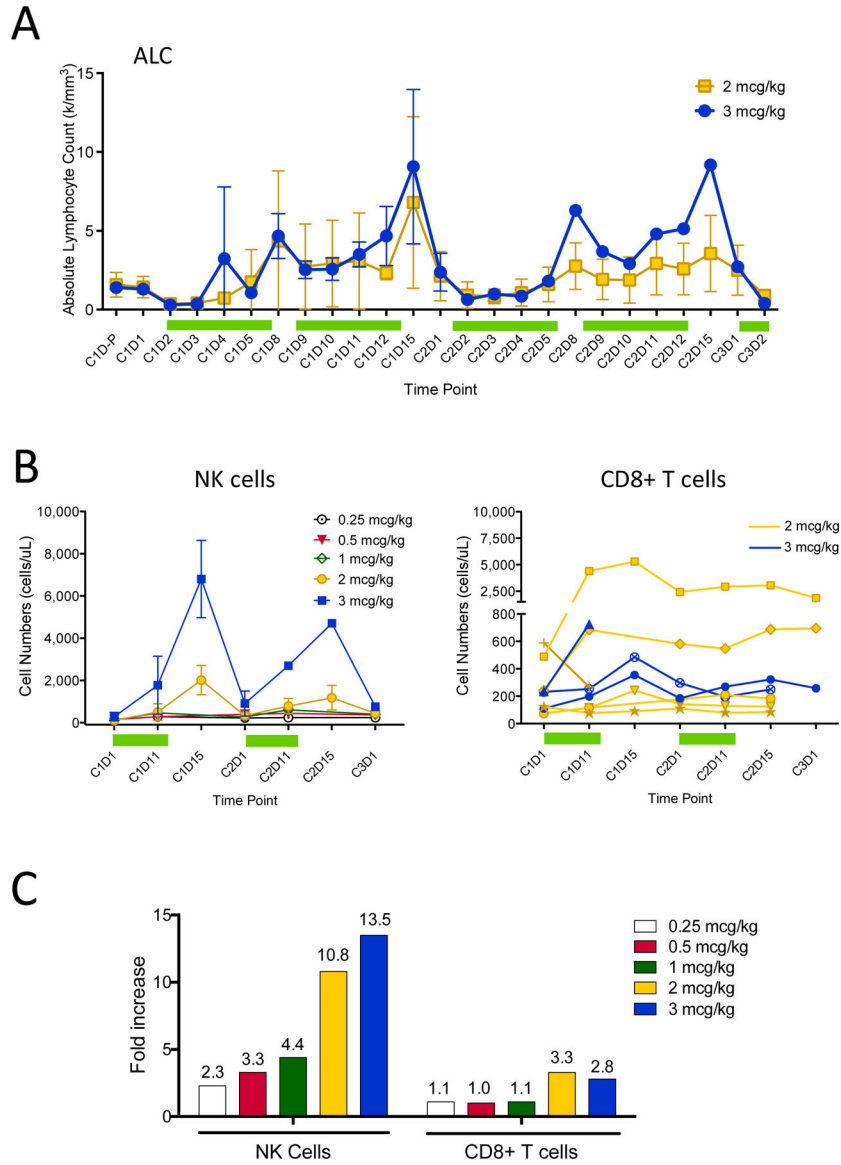 A
ALC
Absolute Lymphocyte Count (k/mm³)
15
10
5
0
2 mcg/kg
3 mcg/kg
C1D-P
C1D1
C1D2
C1D3
C1D4
C1D5
C1D8
C1D9
C1D10
C1D11
C1D12
C1D15
C2D1
C2D2
C2D3
C2D4
C2D5
C2D8
C2D9
C2D10
C2D11
C2D12
C2D15
C3D1
C3D2
Time Point
B
NK cells
Cell Numbers (cells/uL)
10,000
8,000
6,000
4,000
2,000
0
0.25 mcg/kg
0.5 mcg/kg
1 mcg/kg
2 mcg/kg
3 mcg/kg
C1D1
C1D11
C1D15
C2D1
C2D11
C2D15
C3D1
Time Point
CD8+ T cells
Cell Numbers (cells/uL)
10,000
7,500
5,000
2,500
800
600
400
200
0
2 mcg/kg
3 mcg/kg
C1D1
C1D11
C1D15
C2D1
C2D11
C2D15
C3D1
Time Point
C
Fold increase
15
10
5
0
2.3
3.3
4.4
10.8
13.5
1.1
1.0
1.1
3.3
2.8
NK Cells
CD8+ T cells
0.25 mcg/kg
0.5 mcg/kg
1 mcg/kg
2 mcg/kg
3 mcg/kg